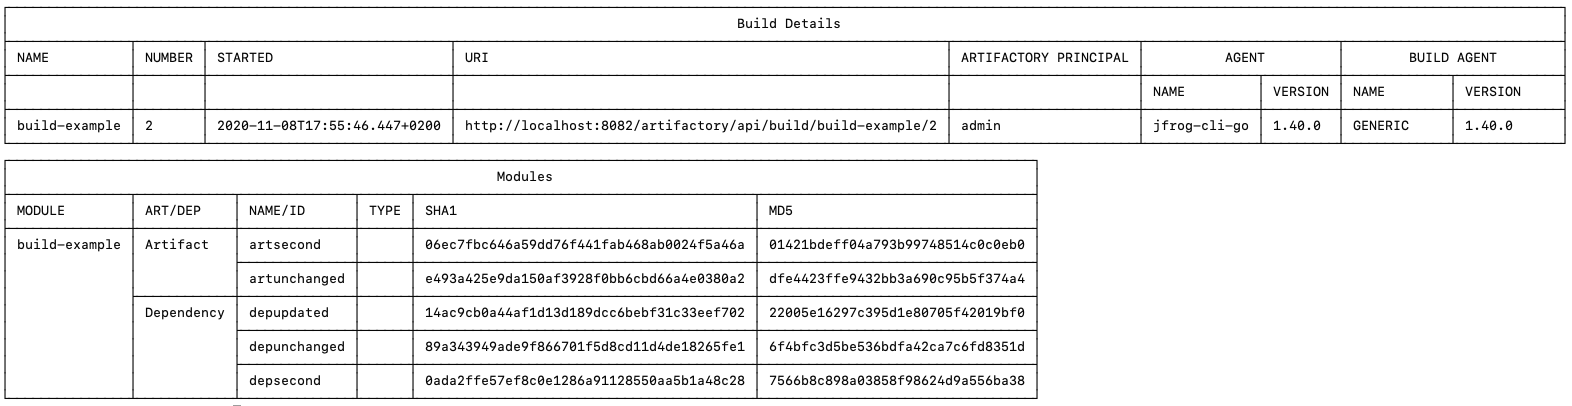 Build Details
NAME NUMBER STARTED URI ARTIFACTORY PRINCIPAL AGENT BUILD AGENT
NAME VERSION NAME VERSION
build-example 2 2020-11-08T17:55:46.447+0200 http://localhost:8082/artifactory/api/build/build-example/2 admin jfrog-cli-go 1.40.0 GENERIC 1.40.0
Modules
MODULE ART/DEP NAME/ID TYPE SHA1 MD5
build-example Artifact artsecond 06ec7fbc646a59dd76f441fab468ab0024f5a46a 01421bdeff04a793b99748514c0c0eb0
artunchanged e493a425e9da150af3928f0bb6cbd66a4e0380a2 dfe4423ffe9432bb3a690c95b5f374a4
Dependency depupdated 14ac9cb0a44af1d13d189dcc6bebf31c33eef702 22005e16297c395d1e80705f42019bf0
depunchanged 89a343949ade9f866701f5d8cd11d4de18265fe1 6f4bfc3d5be536bdfa42ca7c6fd8351d
depsecond 0ada2ffe57ef8c0e1286a91128550aa5b1a48c28 7566b8c898a03858f98624d9a556ba38